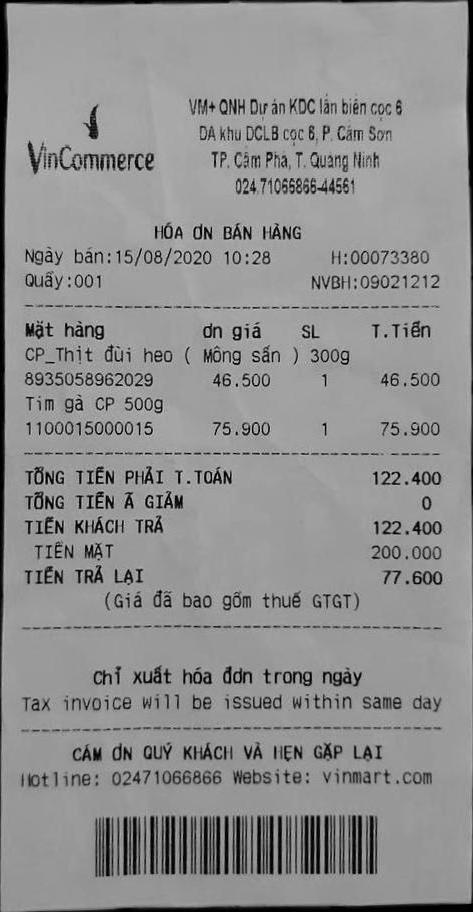 VinCommerce
VM+ QNH Dự án KDC lấn biên cọc 6
DA khu DCLB cọc 6, P. Cẩm Sơn
TP. Cẩm Phả, T. Quảng Ninh
024.71066866-44561
HÓA ƠN BÁN HÀNG
Ngày bán:15/08/2020 10:28 H:00073380
Quầy:001 NVBH:09021212
Mặt hàng ơn giá SL T.Tiền
CP_Thịt đùi heo ( Mông sấn ) 300g
8935058962029 46.500 1 46.500
Tim gà CP 500g
1100015000015 75.900 1 75.900
TỔNG TIỀN PHẢI T.TOÁN 122.400
TỔNG TIỀN Ã GIẢM 0
TIỀN KHÁCH TRẢ 122.400
TIỀN MẶT 200.000
TIỀN TRẢ LẠI 77.600
(Giá đã bao gồm thuế GTGT)
Chỉ xuất hóa đơn trong ngày
Tax invoice will be issued within same day
CÁM ƠN QUÝ KHÁCH VÀ HẸN GẶP LẠI
Hotline: 02471066866 Website: vinmart.com